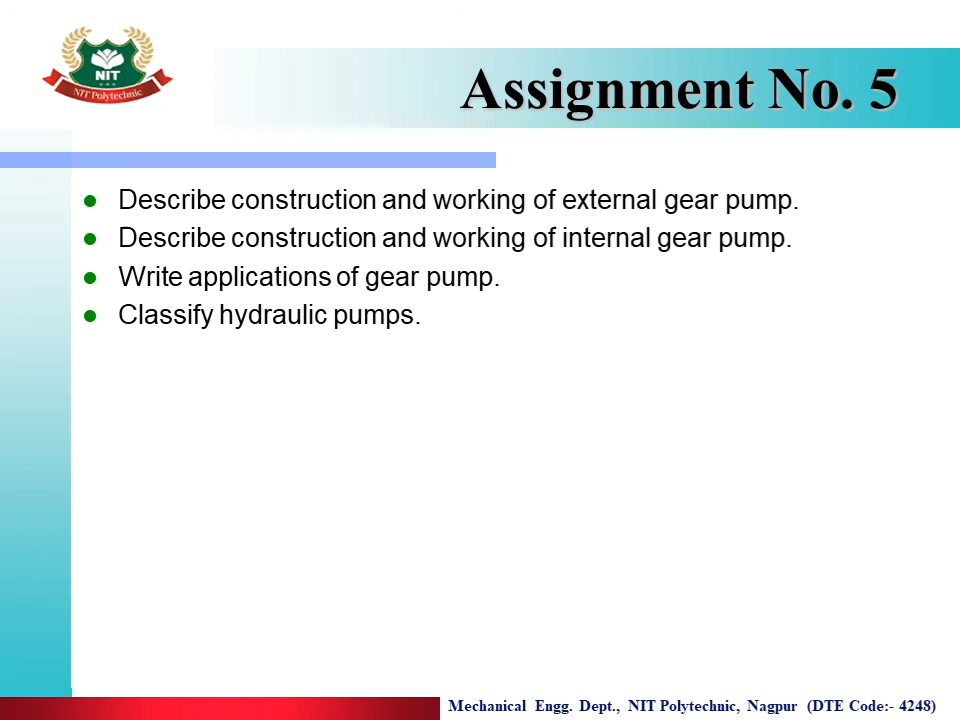 NIT
NIT Polytechnic
Assignment No. 5
Describe construction and working of external gear pump.
Describe construction and working of internal gear pump.
Write applications of gear pump.
Classify hydraulic pumps.
Mechanical Engg. Dept., NIT Polytechnic, Nagpur (DTE Code:- 4248)